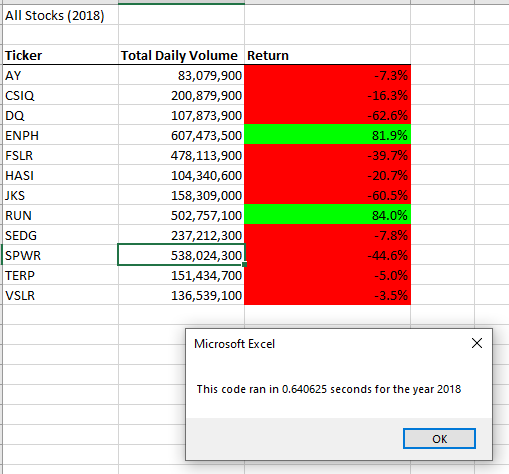 All Stocks (2018)
Ticker Total Daily Volume Return
AY 83,079,900 -7.3%
CSIQ 200,879,900 -16.3%
DQ 107,873,900 -62.6%
ENPH 607,473,500 81.9%
FSLR 478,113,900 -39.7%
HASI 104,340,600 -20.7%
JKS 158,309,000 -60.5%
RUN 502,757,100 84.0%
SEDG 237,212,300 -7.8%
SPWR 538,024,300 -44.6%
TERP 151,434,700 -5.0%
VSLR 136,539,100 -3.5%
Microsoft Excel
This code ran in 0.640625 seconds for the year 2018
OK